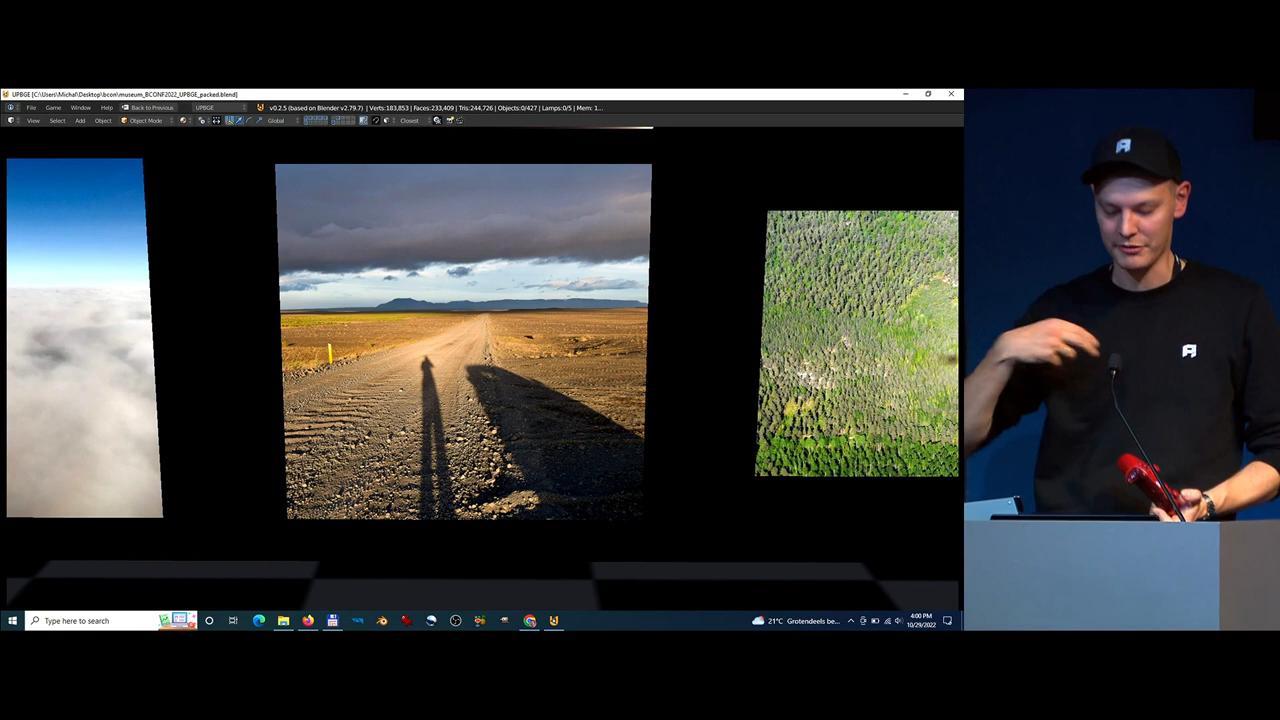 UPBGE [C:\Users\Michal\Desktop\bcon\museum_BCONF2022_UPBGE_packed.blend]
File Game Window Help Back to Previous UPBGE v0.2.5 (based on Blender v2.79.7) | Verts:183,853 | Faces:233,409 | Tris:244,726 | Objects:0/427 | Lamps:0/5 | Mem: 1...
View Select Add Object Object Mode Global Closest
Type here to search
21°C Grotendeels be...
4:00 PM
10/29/2022